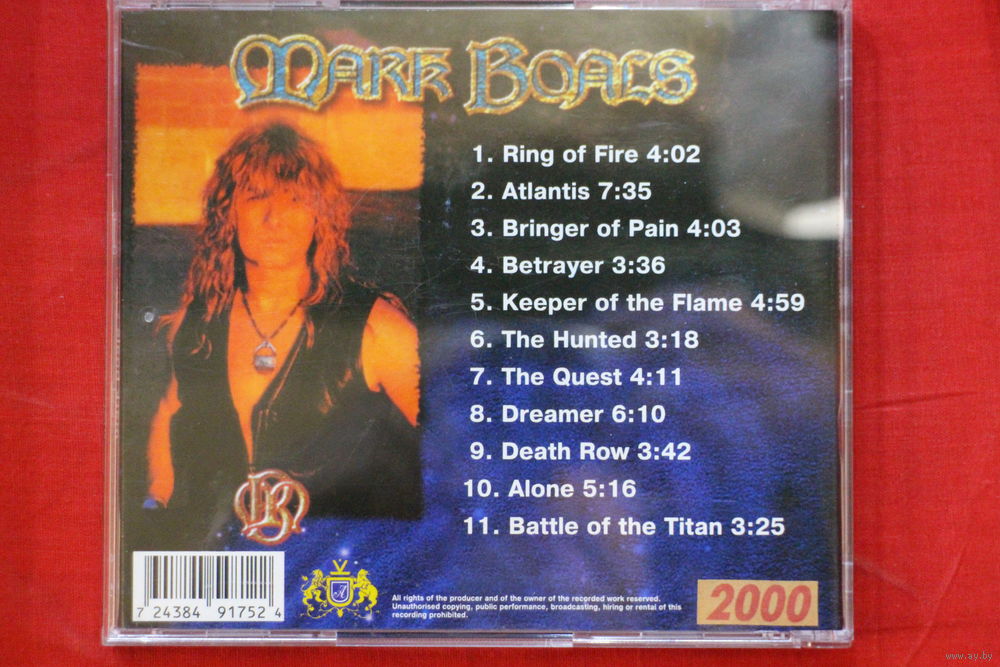 Mark Boals
1. Ring of Fire 4:02
2. Atlantis 7:35
3. Bringer of Pain 4:03
4. Betrayer 3:36
5. Keeper of the Flame 4:59
6. The Hunted 3:18
7. The Quest 4:11
8. Dreamer 6:10
9. Death Row 3:42
10. Alone 5:16
11. Battle of the Titan 3:25
7 24384 91752 4
A
All rights of the producer and of the owner of the recorded work reserved.
Unauthorised copying, public performance, broadcasting, hiring or rental of this
recording prohibited.
2000
www.ay.by